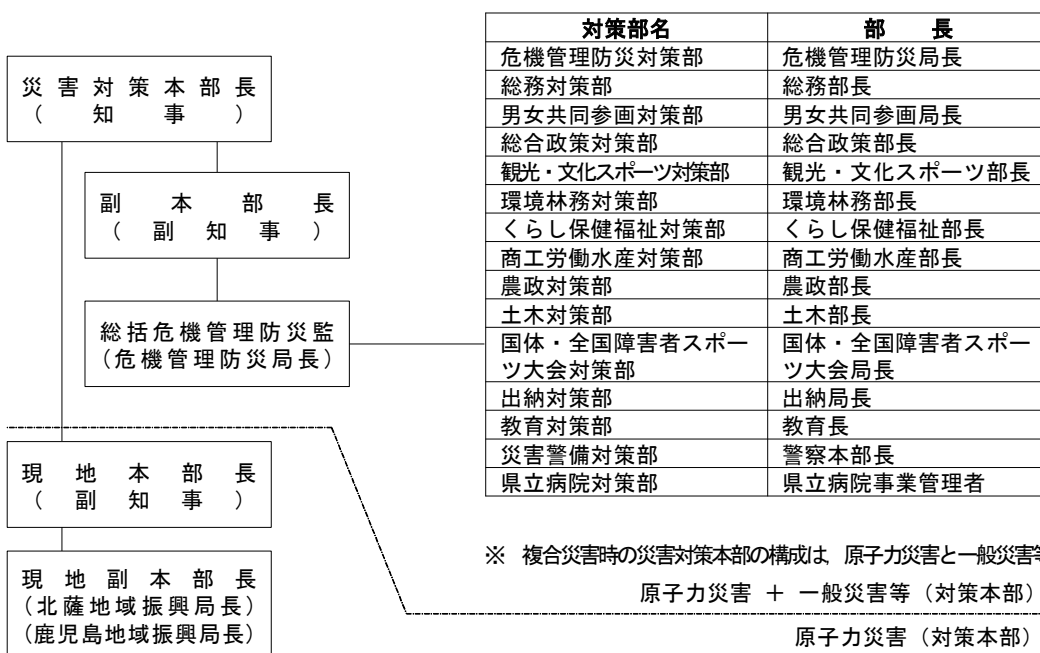 災害対策本部長
（知事）
副本部長
（副知事）
総括危機管理防災監
（危機管理防災局長）
現地本部長
（副知事）
現地副本部長
（北薩地域振興局長）
（鹿児島地域振興局長）
対策部名 部長
危機管理防災対策部 危機管理防災局長
総務対策部 総務部長
男女共同参画対策部 男女共同参画局長
総合政策対策部 総合政策部長
観光・文化スポーツ対策部 観光・文化スポーツ部長
環境林務対策部 環境林務部長
くらし保健福祉対策部 くらし保健福祉部長
商工労働水産対策部 商工労働水産部長
農政対策部 農政部長
土木対策部 土木部長
国体・全国障害者スポー 国体・全国障害者スポー
ツ大会対策部 ツ大会局長
出納対策部 出納局長
教育対策部 教育長
災害警備対策部 警察本部長
県立病院対策部 県立病院事業管理者
※ 複合災害時の災害対策本部の構成は，原子力災害と一般災害等
原子力災害 ＋ 一般災害等（対策本部）
原子力災害（対策本部）